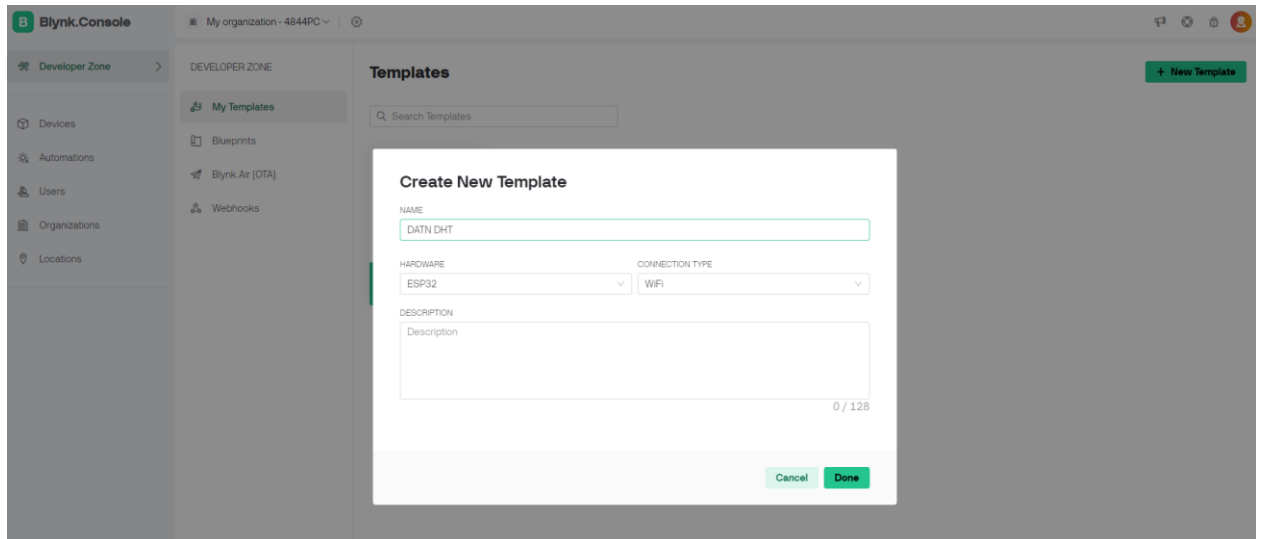 B Blynk.Console
My organization - 4844PC
Developer Zone
Devices
Automations
Users
Organizations
Locations
DEVELOPER ZONE
My Templates
Blueprints
Blynk.Air (OTA)
Webhooks
Templates
+ New Template
Search Templates
Create New Template
NAME
DATN DHT
HARDWARE
CONNECTION TYPE
ESP32
WiFi
DESCRIPTION
Description
0 / 128
Cancel
Done